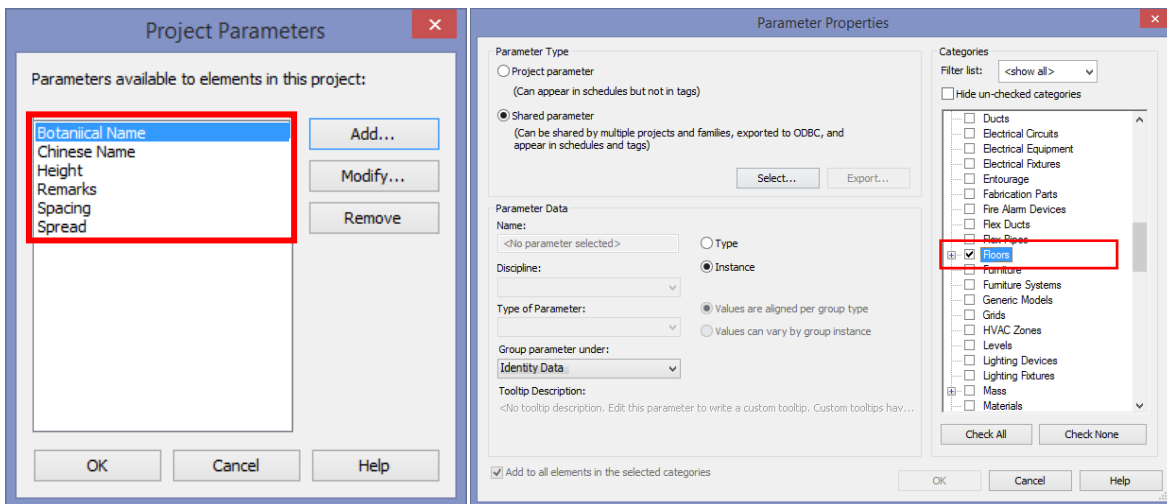 Project Parameters
Parameters available to elements in this project:
Botaniical Name
Chinese Name
Height
Remarks
Spacing
Spread
Add...
Modify...
Remove
OK
Cancel
Help
Parameter Properties
Parameter Type
Project parameter
(Can appear in schedules but not in tags)
Shared parameter
(Can be shared by multiple projects and families, exported to ODBC, and
appear in schedules and tags)
Select...
Export...
Parameter Data
Name:
<No parameter selected>
Type
Discipline:
Instance
Type of Parameter:
Values are aligned per group type
Values can vary by group instance
Group parameter under:
Identity Data
Tooltip Description:
<No tooltip description. Edit this parameter to write a custom tooltip. Custom tooltips hav...
Add to all elements in the selected categories
Categories
Filter list:
<show all>
Hide un-checked categories
Ducts
Electrical Circuits
Electrical Equipment
Electrical Fixtures
Entourage
Fabrication Parts
Fire Alarm Devices
Flex Ducts
Flex Pipes
Floors
Furniture
Furniture Systems
Generic Models
Grids
HVAC Zones
Levels
Lighting Devices
Lighting Fixtures
Mass
Materials
Check All
Check None
OK
Cancel
Help